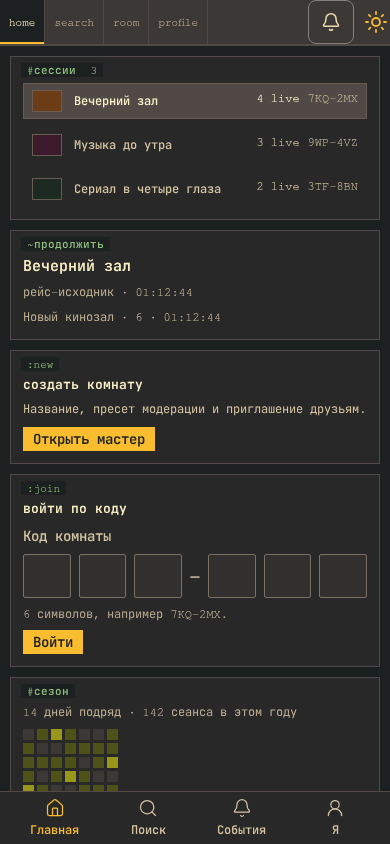 home search room profile
#сессии 3
Вечерний зал 4 live 7KQ-2MX
Музыка до утра 3 live 9WP-4VZ
Сериал в четыре глаза 2 live 3TF-8BN
~продолжить
Вечерний зал
рейс-исходник · 01:12:44
Новый кинозал · 6 · 01:12:44
:new
создать комнату
Название, пресет модерации и приглашение друзьям.
Открыть мастер
:join
войти по коду
Код комнаты
—
6 символов, например 7KQ-2MX.
Войти
#сезон
14 дней подряд · 142 сеанса в этом году
Главная Поиск События Я